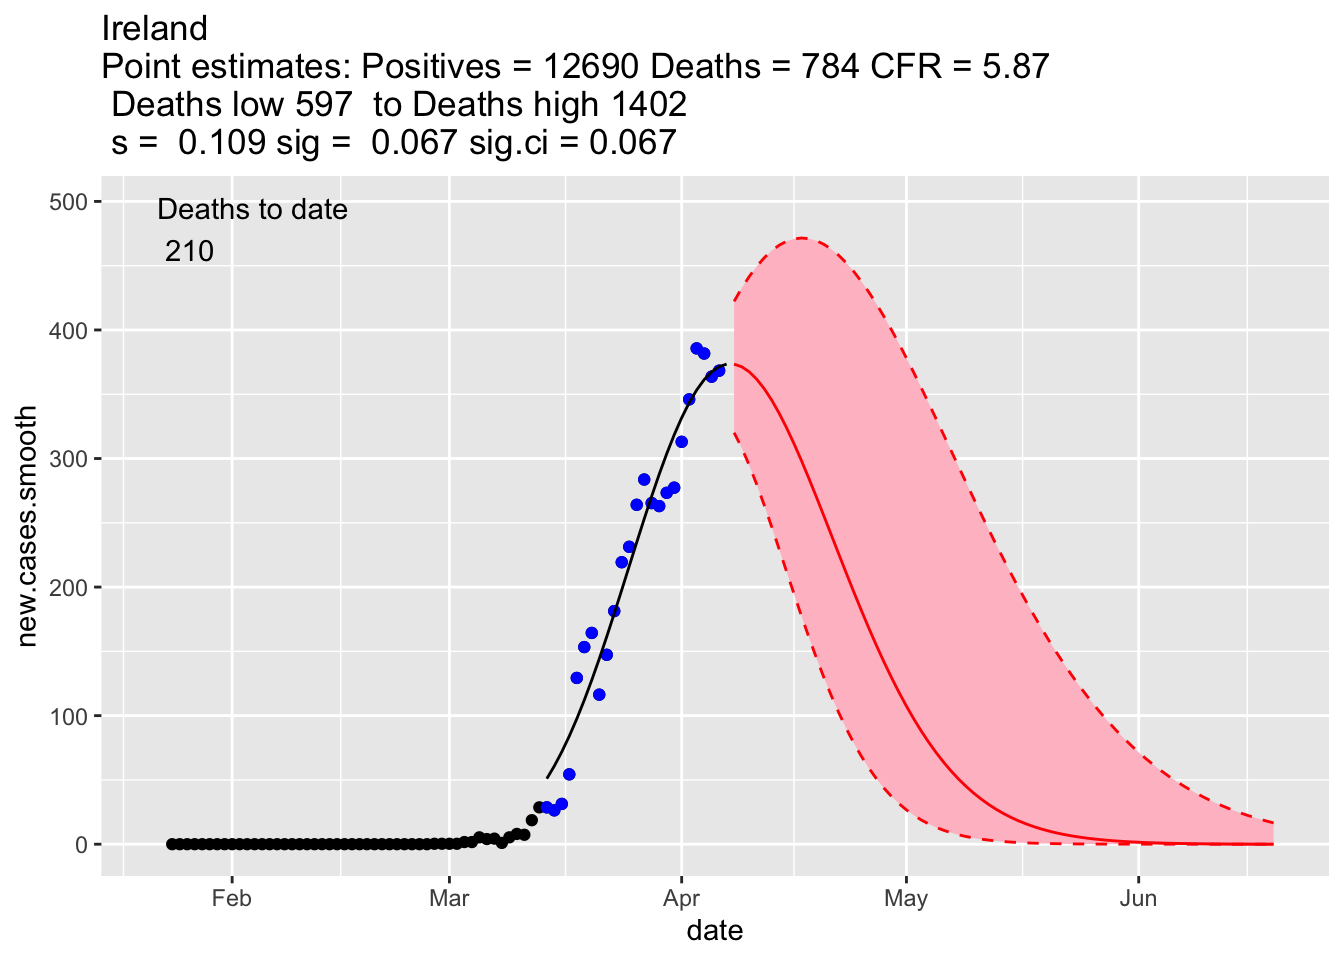 Ireland
Point estimates: Positives = 12690 Deaths = 784 CFR = 5.87
Deaths low 597  to Deaths high 1402
s =  0.109 sig =  0.067 sig.ci = 0.067
Deaths to date
210
500
400
300
200
100
0
new.cases.smooth
Feb Mar Apr May Jun
date